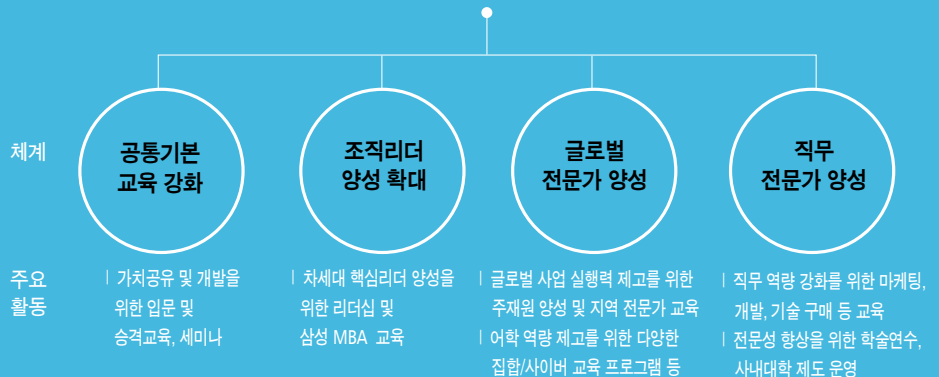 체계
공통기본
교육 강화
조직리더
양성 확대
글로벌
전문가 양성
직무
전문가 양성
주요
활동
| 가치공유 및 개발을
위한 입문 및
승격교육, 세미나
| 차세대 핵심리더 양성을
위한 리더십 및
삼성 MBA 교육
| 글로벌 사업 실행력 제고를 위한
주재원 양성 및 지역 전문가 교육
| 어학 역량 제고를 위한 다양한
집합/사이버 교육 프로그램 등
| 직무 역량 강화를 위한 마케팅,
개발, 기술 구매 등 교육
| 전문성 향상을 위한 학술연수,
사내대학 제도 운영